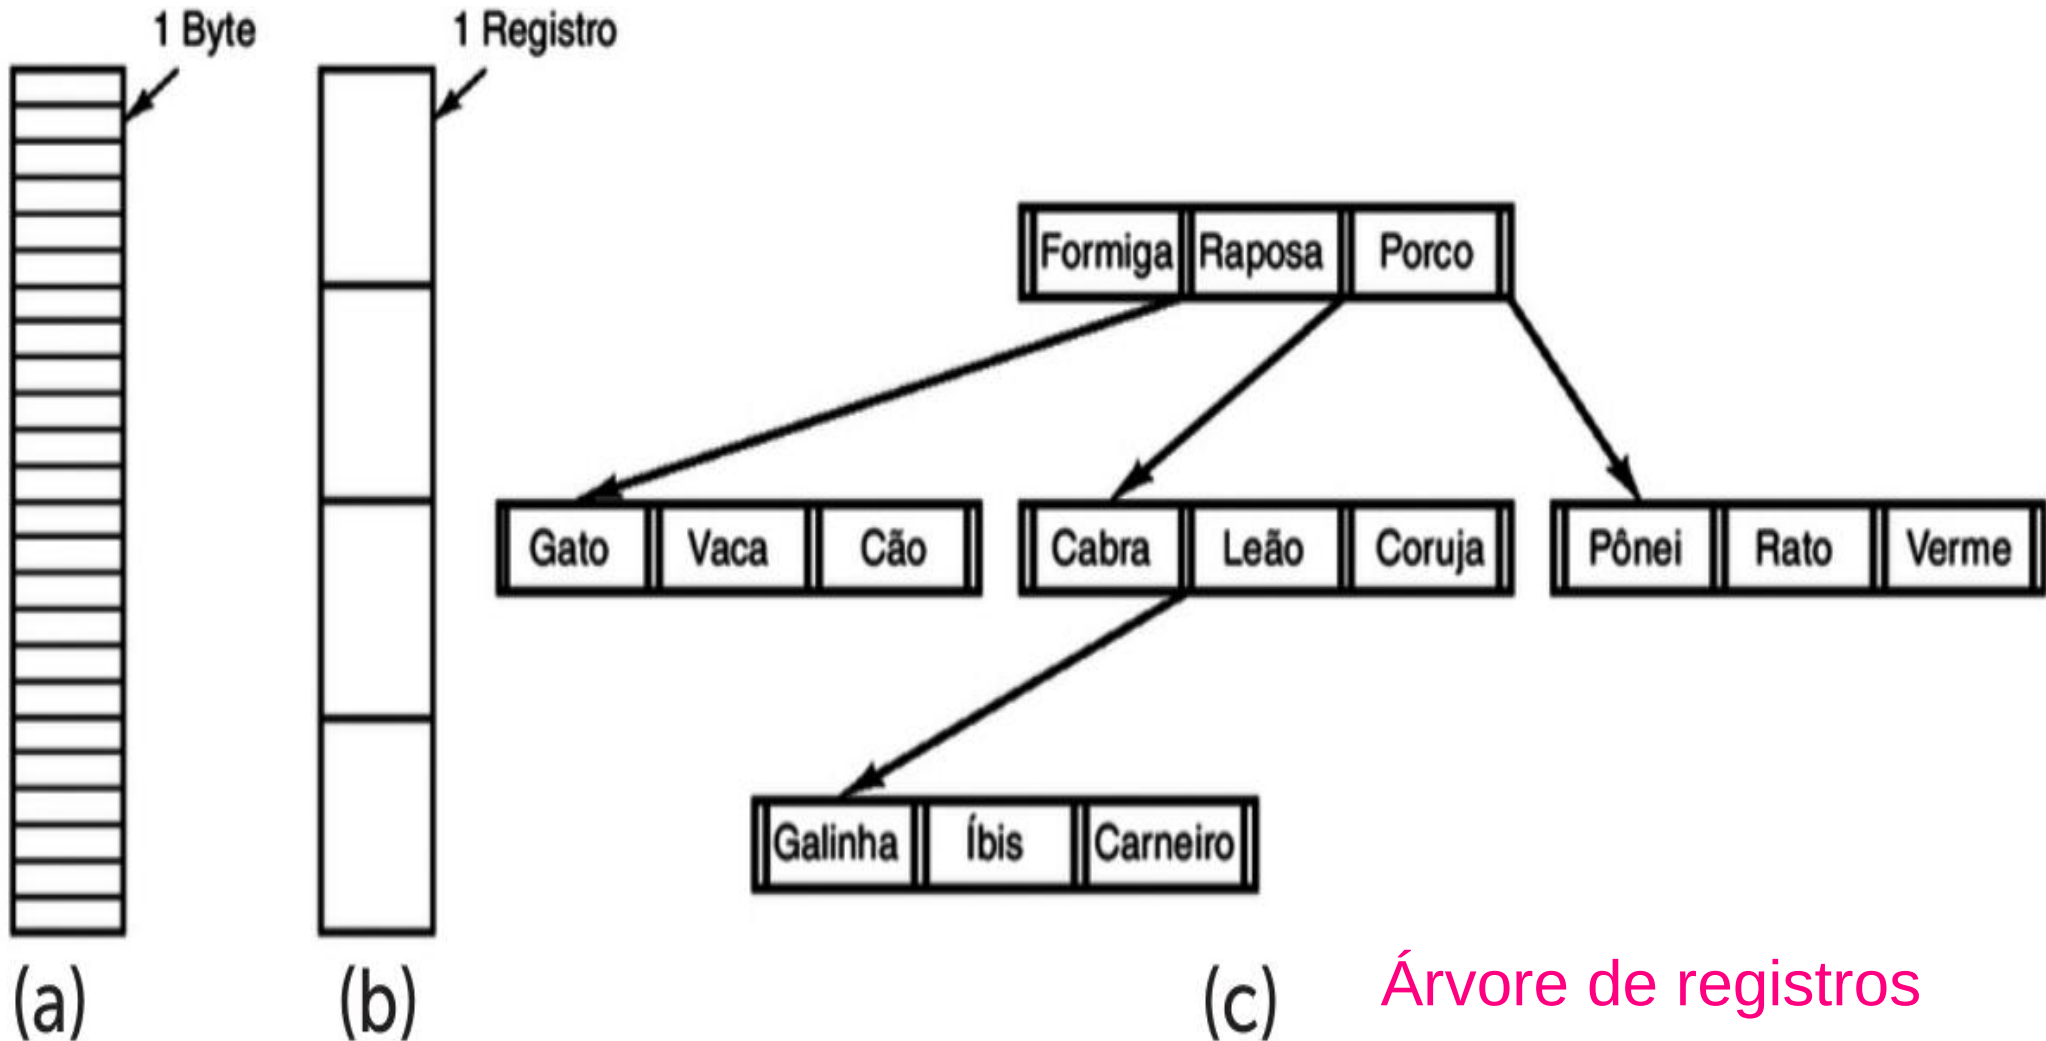 1 Byte
1 Registro
Formiga Raposa Porco
Gato Vaca Cão Cabra Leão Coruja Pônei Rato Verme
Galinha Íbis Carneiro
(a) (b) (c) Árvore de registros